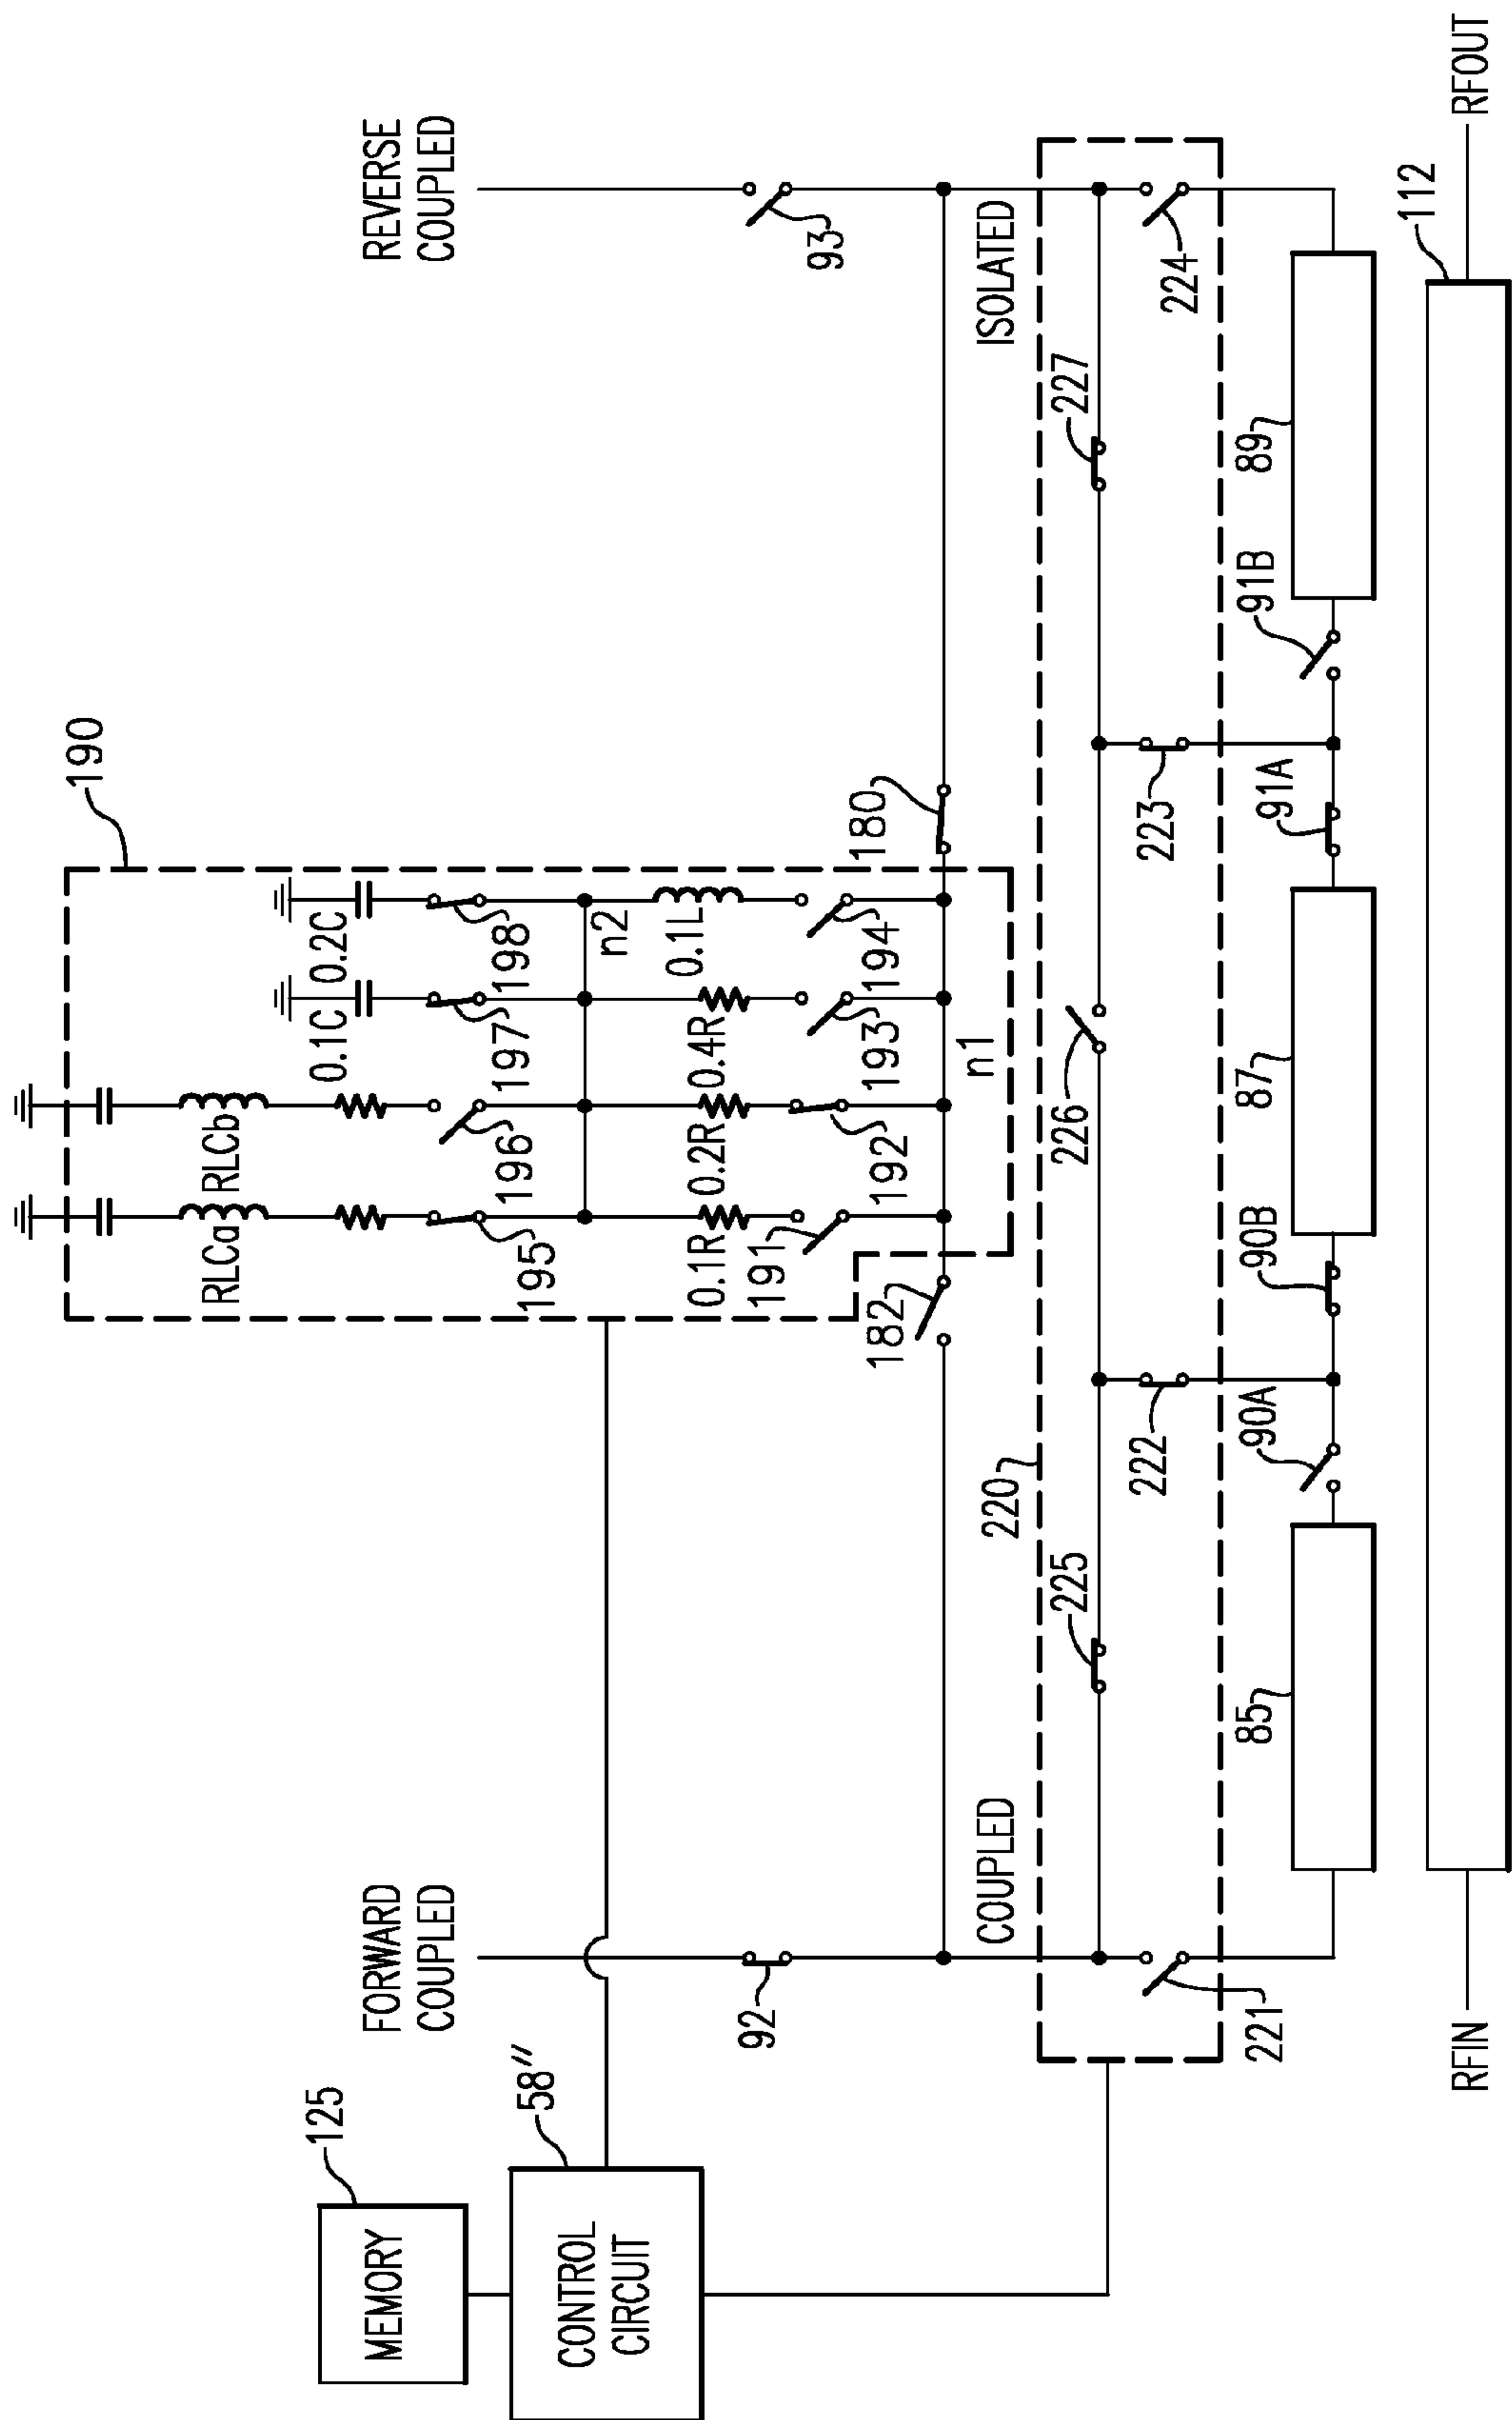 MEMORY
125
CONTROL
CIRCUIT
58"
FORWARD
COUPLED
REVERSE
COUPLED
190
RLCa
RLCb
0.1C
0.2C
195
196
197
198
n2
0.1R
0.2R
0.4R
0.1L
191
192
193
194
n1
182
180
92
93
COUPLED
ISOLATED
220
225
226
227
221
222
223
224
85
90A
90B
87
91A
91B
89
112
RFIN
RFOUT